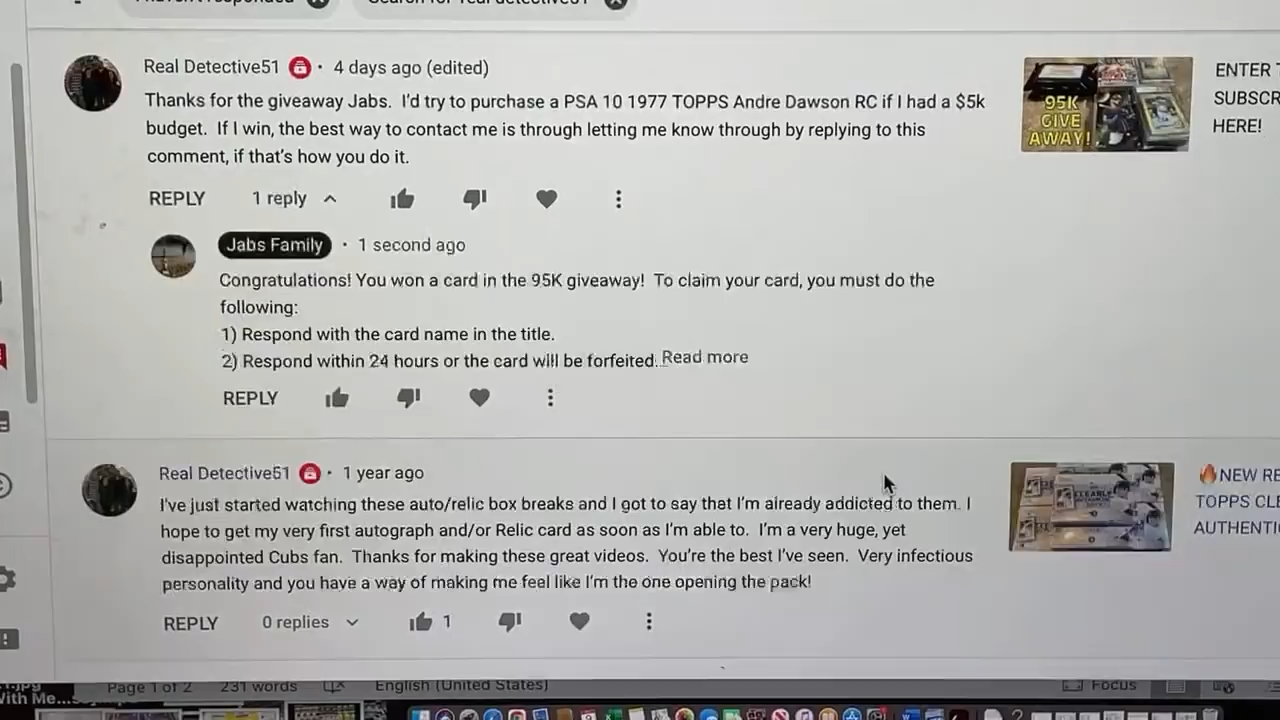 Real Detective51 · 4 days ago (edited)
Thanks for the giveaway Jabs. I'd try to purchase a PSA 10 1977 TOPPS Andre Dawson RC if I had a $5k
budget. If I win, the best way to contact me is through letting me know through by replying to this
comment, if that's how you do it.
REPLY 1 reply
95K
GIVE
AWAY!
ENTER
SUBSCR
HERE!
Jabs Family · 1 second ago
Congratulations! You won a card in the 95K giveaway! To claim your card, you must do the
following:
1) Respond with the card name in the title.
2) Respond within 24 hours or the card will be forfeited...Read more
REPLY
Real Detective51 · 1 year ago
I've just started watching these auto/relic box breaks and I got to say that I'm already addicted to them. I
hope to get my very first autograph and/or Relic card as soon as I'm able to. I'm a very huge, yet
disappointed Cubs fan. Thanks for making these great videos. You're the best I've seen. Very infectious
personality and you have a way of making me feel like I'm the one opening the pack!
REPLY 0 replies 1
CLEARLY
NEW RE
TOPPS CLE
AUTHENTI
Page 1 of 2 231 words English (United States) Focus
With Me...